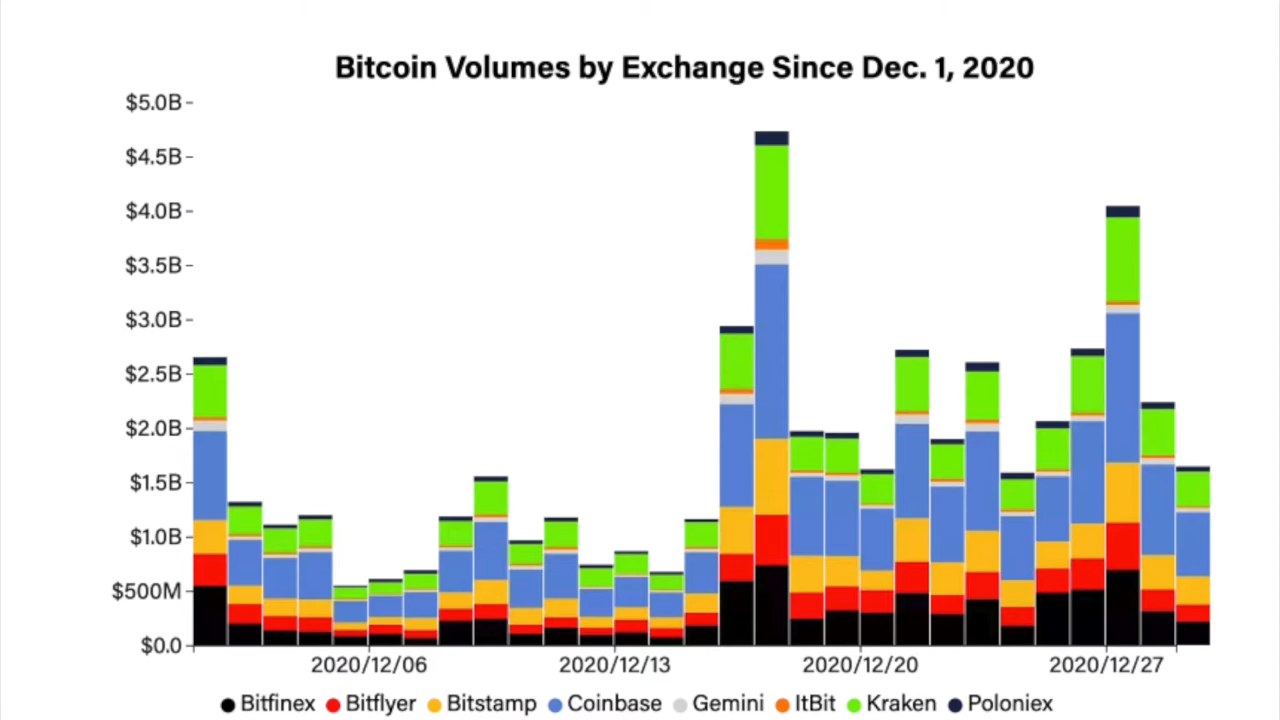 Bitcoin Volumes by Exchange Since Dec. 1, 2020
$5.0B
$4.5B
$4.0B
$3.5B
$3.0B
$2.5B
$2.0B
$1.5B
$1.0B
$500M
$0.0
2020/12/06 2020/12/13 2020/12/20 2020/12/27
Bitfinex Bitflyer Bitstamp Coinbase Gemini ItBit Kraken Poloniex